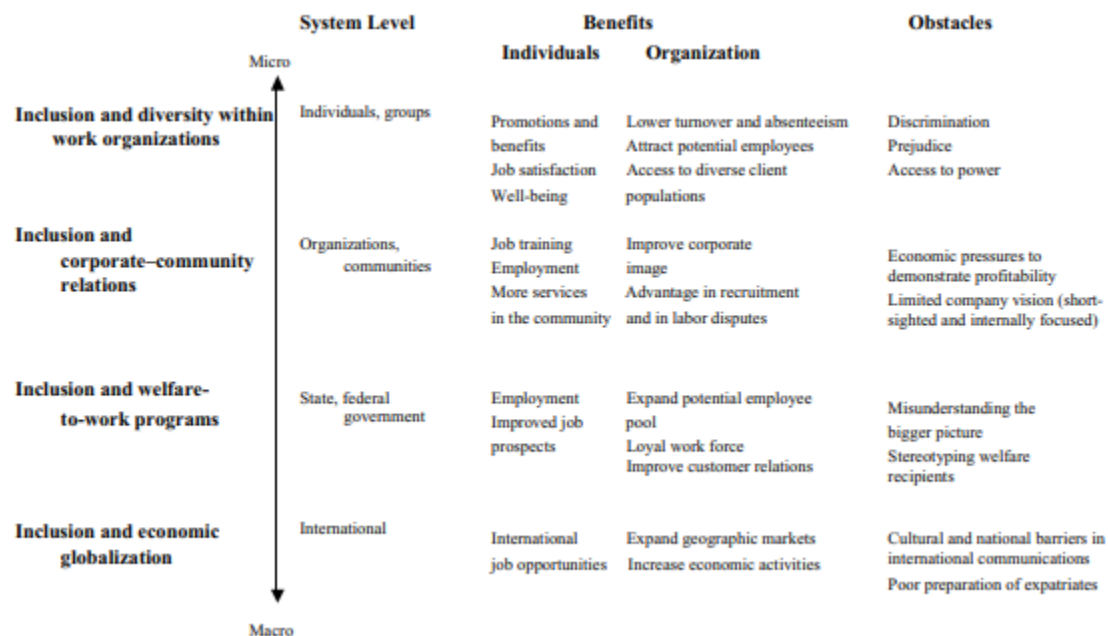 System Level
Benefits
Obstacles
Individuals
Organization
Micro
Inclusion and diversity within
work organizations
Individuals, groups
Promotions and
benefits
Job satisfaction
Well-being
Lower turnover and absenteeism
Attract potential employees
Access to diverse client
populations
Discrimination
Prejudice
Access to power
Inclusion and
corporate–community
relations
Organizations,
communities
Job training
Employment
More services
in the community
Improve corporate
image
Advantage in recruitment
and in labor disputes
Economic pressures to
demonstrate profitability
Limited company vision (short-
sighted and internally focused)
Inclusion and welfare-
to-work programs
State, federal
government
Employment
Improved job
prospects
Expand potential employee
pool
Loyal work force
Improve customer relations
Misunderstanding the
bigger picture
Stereotyping welfare
recipients
Inclusion and economic
globalization
International
International
job opportunities
Expand geographic markets
Increase economic activities
Cultural and national barriers in
international communications
Poor preparation of expatriates
Macro